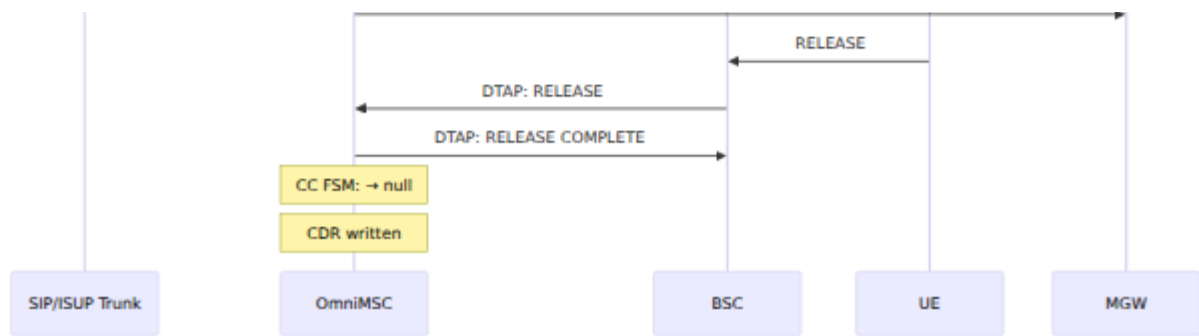 RELEASE
DTAP: RELEASE
DTAP: RELEASE COMPLETE
CC FSM: → null
CDR written
SIP/ISUP Trunk
OmniMSC
BSC
UE
MGW